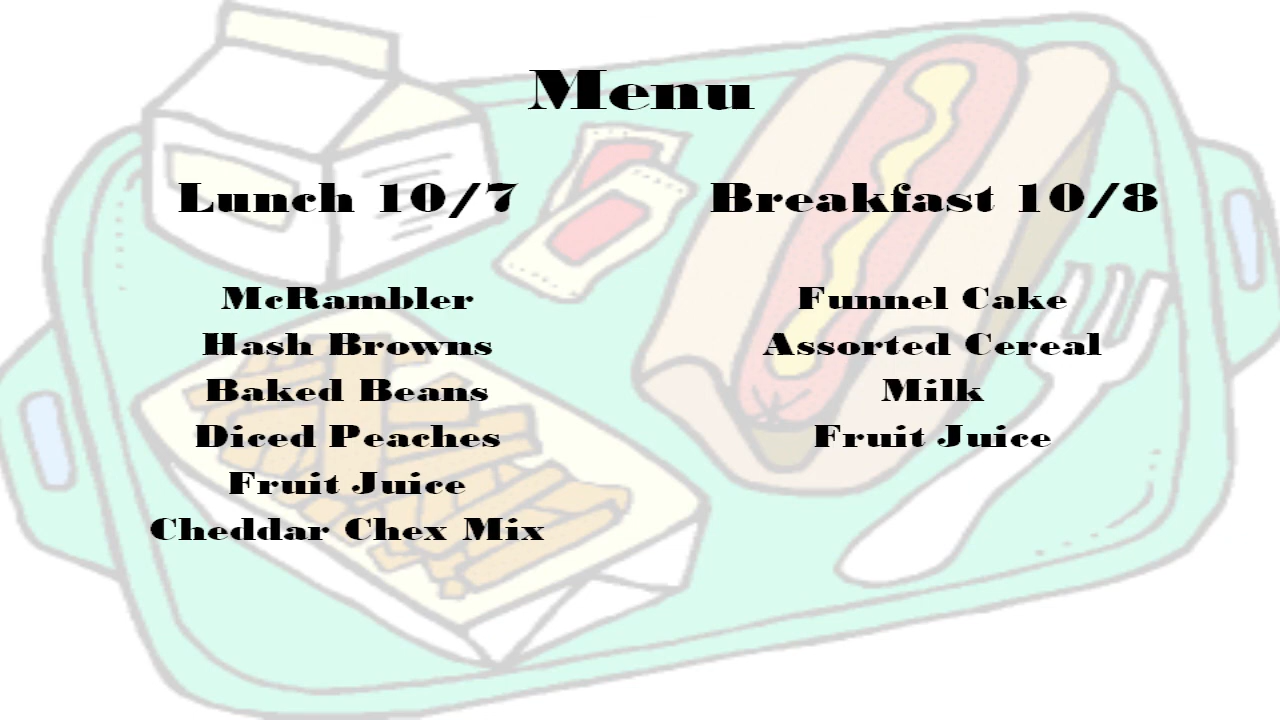 Menu
Lunch 10/7
McRambler
Hash Browns
Baked Beans
Diced Peaches
Fruit Juice
Cheddar Chex Mix
Breakfast 10/8
Funnel Cake
Assorted Cereal
Milk
Fruit Juice